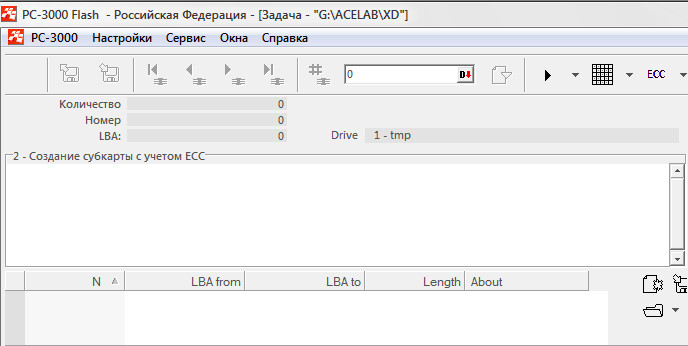 PC-3000 Flash - Российская Федерация - [Задача - "G:\ACELAB\XD"]
PC-3000 Настройки Сервис Окна Справка
0 D ECC
Количество 0
Номер 0
LBA: 0 Drive 1 - tmp
2 - Создание субкарты с учетом ECC
N LBA from LBA to Length About